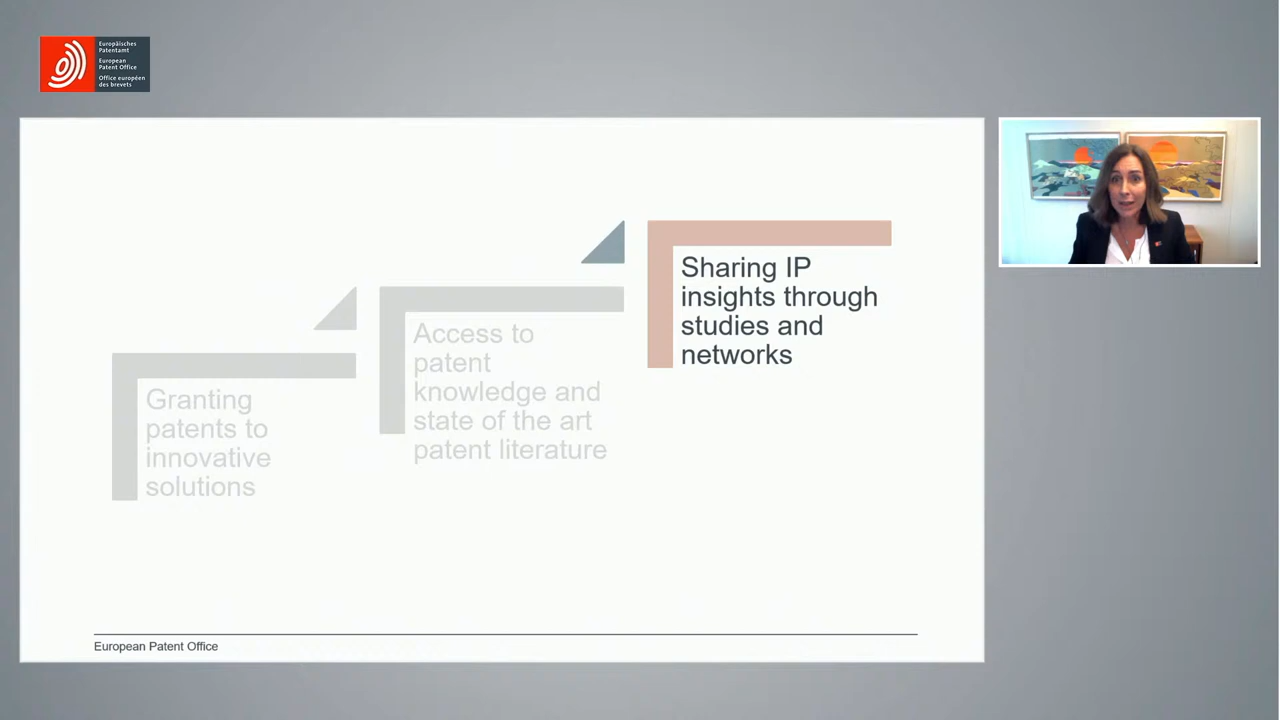 Europäisches
Patentamt
European
Patent Office
Office européen
des brevets
Granting
patents to
innovative
solutions
Access to
patent
knowledge and
state of the art
patent literature
Sharing IP
insights through
studies and
networks
European Patent Office